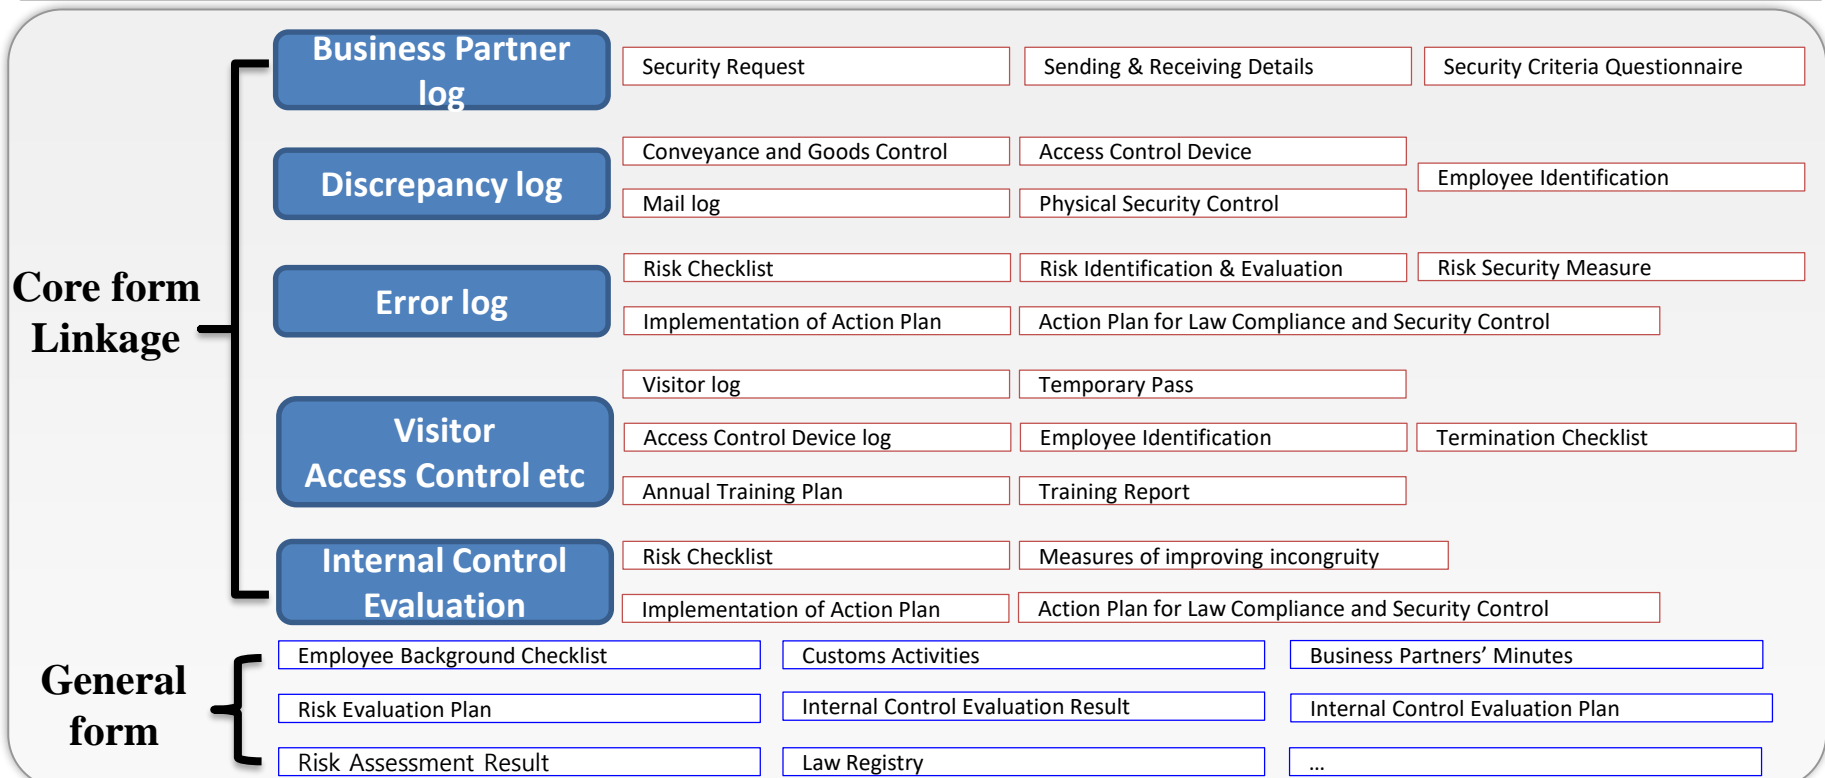 Core form
Linkage
Business Partner
log
Security Request
Sending & Receiving Details
Security Criteria Questionnaire
Discrepancy log
Conveyance and Goods Control
Access Control Device
Employee Identification
Mail log
Physical Security Control
Error log
Risk Checklist
Risk Identification & Evaluation
Risk Security Measure
Implementation of Action Plan
Action Plan for Law Compliance and Security Control
Visitor
Access Control etc
Visitor log
Temporary Pass
Access Control Device log
Employee Identification
Termination Checklist
Annual Training Plan
Training Report
Internal Control
Evaluation
Risk Checklist
Measures of improving incongruity
Implementation of Action Plan
Action Plan for Law Compliance and Security Control
General
form
Employee Background Checklist
Customs Activities
Business Partners’ Minutes
Risk Evaluation Plan
Internal Control Evaluation Result
Internal Control Evaluation Plan
Risk Assessment Result
Law Registry
...